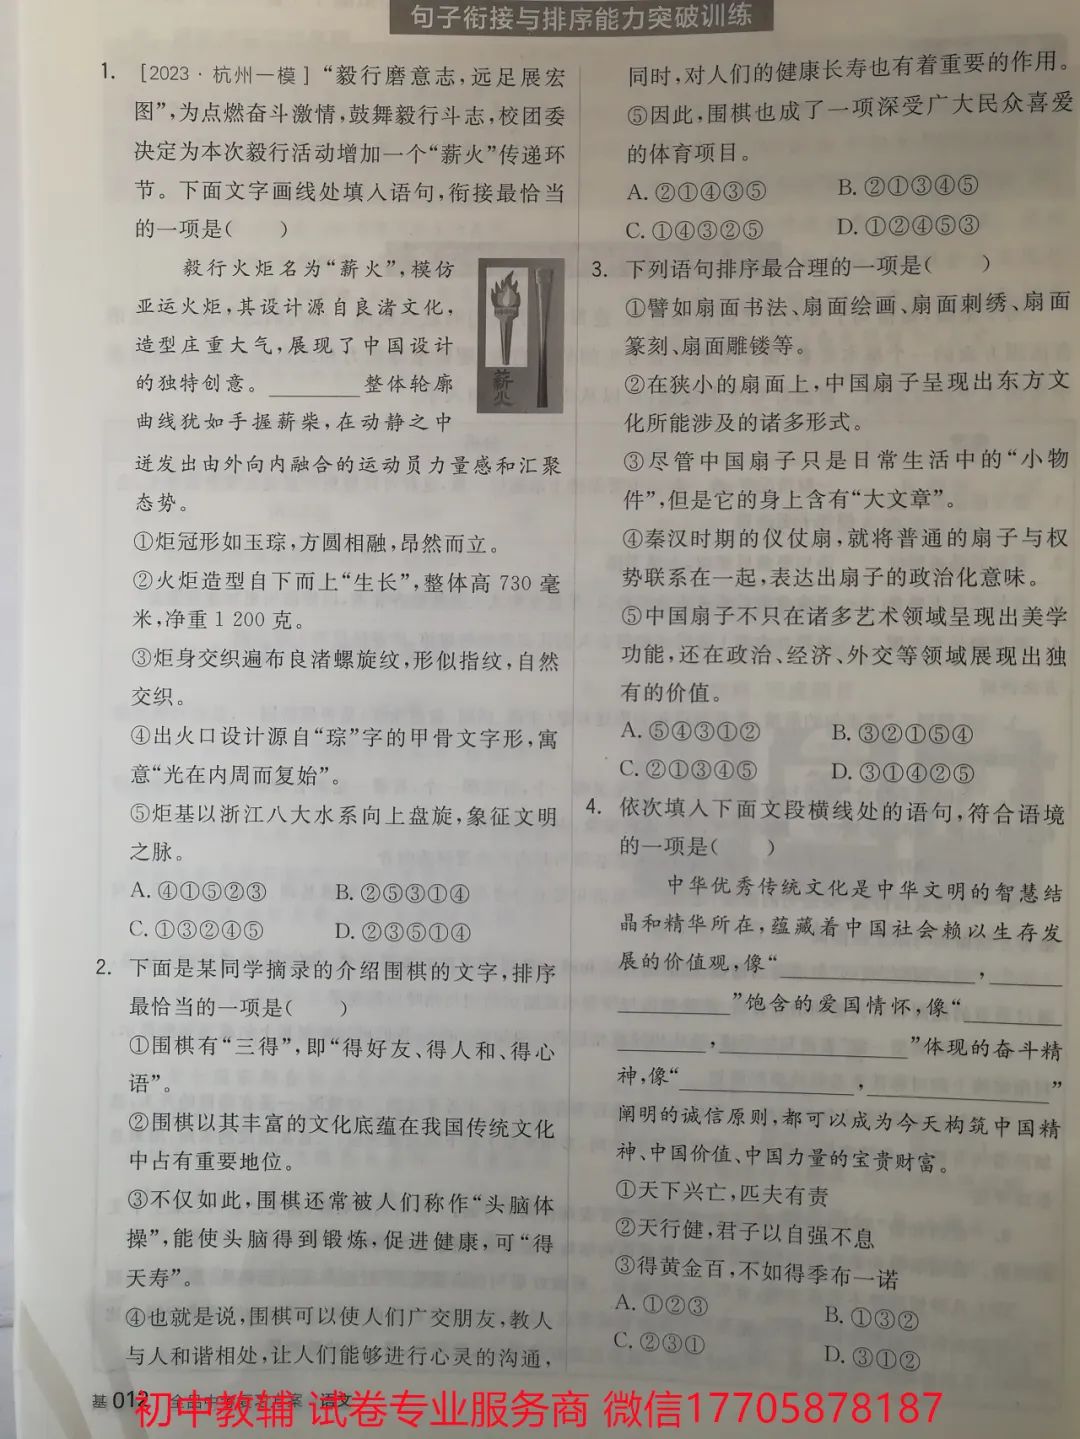 句子衔接与排序能力突破训练
1. [2023·杭州一模]“毅行磨意志,远足展宏
图”,为点燃奋斗激情,鼓舞毅行斗志,校团委
决定为本次毅行活动增加一个“薪火”传递环
节。下面文字画线处填入语句,衔接最恰当
的一项是(  )
毅行火炬名为“薪火”,模仿
亚运火炬,其设计源自良渚文化,
造型庄重大气,展现了中国设计
的独特创意。________整体轮廓
曲线犹如手握薪柴,在动静之中
迸发出由外向内融合的运动员力量感和汇聚
态势。
薪火
①炬冠形如玉琮,方圆相融,昂然而立。
②火炬造型自下而上“生长”,整体高 730 毫
米,净重 1 200 克。
③炬身交织遍布良渚螺旋纹,形似指纹,自然
交织。
④出火口设计源自“琮”字的甲骨文字形,寓
意“光在内周而复始”。
⑤炬基以浙江八大水系向上盘旋,象征文明
之脉。
A. ④①⑤②③ B. ②⑤③①④
C. ①③②④⑤ D. ②③⑤①④
2. 下面是某同学摘录的介绍围棋的文字,排序
最恰当的一项是(  )
①围棋有“三得”,即“得好友、得人和、得心
语”。
②围棋以其丰富的文化底蕴在我国传统文化
中占有重要地位。
③不仅如此,围棋还常被人们称作“头脑体
操”,能使头脑得到锻炼,促进健康,可“得
天寿”。
④也就是说,围棋可以使人们广交朋友,教人
与人和谐相处,让人们能够进行心灵的沟通,
同时,对人们的健康长寿也有着重要的作用。
⑤因此,围棋也成了一项深受广大民众喜爱
的体育项目。
A. ②①④③⑤ B. ②①③④⑤
C. ①④③②⑤ D. ①②④⑤③
3. 下列语句排序最合理的一项是(  )
①譬如扇面书法、扇面绘画、扇面刺绣、扇面
篆刻、扇面雕镂等。
②在狭小的扇面上,中国扇子呈现出东方文
化所能涉及的诸多形式。
③尽管中国扇子只是日常生活中的“小物
件”,但是它的身上含有“大文章”。
④秦汉时期的仪仗扇,就将普通的扇子与权
势联系在一起,表达出扇子的政治化意味。
⑤中国扇子不只在诸多艺术领域呈现出美学
功能,还在政治、经济、外交等领域展现出独
有的价值。
A. ⑤④③①② B. ③②①⑤④
C. ②①③④⑤ D. ③①④②⑤
4. 依次填入下面文段横线处的语句,符合语境
的一项是(  )
中华优秀传统文化是中华文明的智慧结
晶和精华所在,蕴藏着中国社会赖以生存发
展的价值观,像“________,____
________”饱含的爱国情怀,像“____
____,________”体现的奋斗精
神,像“________,________”
阐明的诚信原则,都可以成为今天构筑中国精
神、中国价值、中国力量的宝贵财富。
①天下兴亡,匹夫有责
②天行健,君子以自强不息
③得黄金百,不如得季布一诺
A. ①②③ B. ①③②
C. ②③① D. ③①②
基 012 全品中考复习方案 语文
初中教辅 试卷专业服务商 微信17705878187